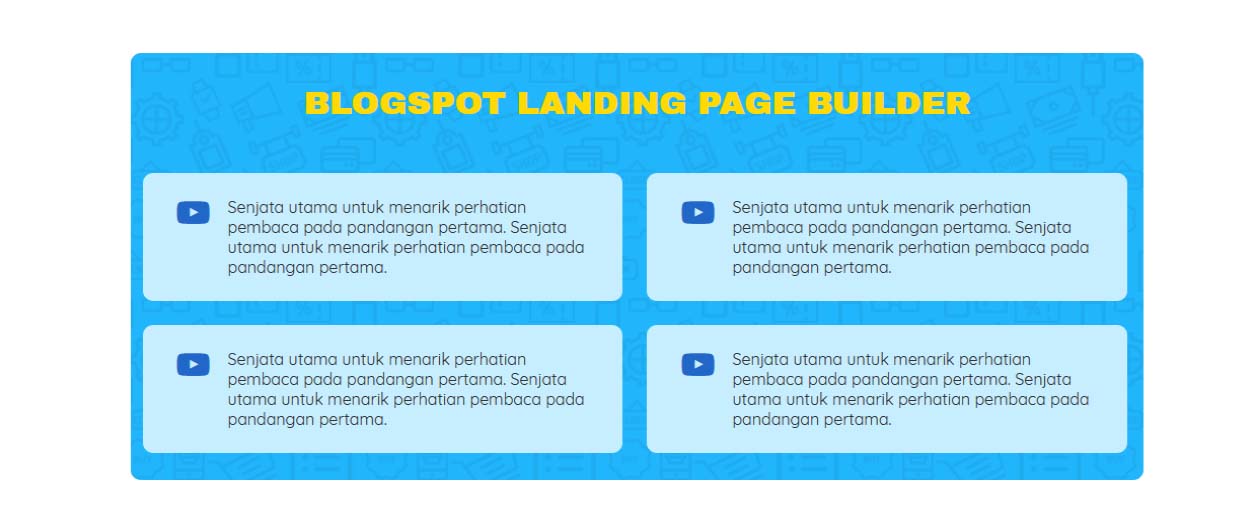 BLOGSPOT LANDING PAGE BUILDER
Senjata utama untuk menarik perhatian
pembaca pada pandangan pertama. Senjata
utama untuk menarik perhatian pembaca pada
pandangan pertama.
Senjata utama untuk menarik perhatian
pembaca pada pandangan pertama. Senjata
utama untuk menarik perhatian pembaca pada
pandangan pertama.
Senjata utama untuk menarik perhatian
pembaca pada pandangan pertama. Senjata
utama untuk menarik perhatian pembaca pada
pandangan pertama.
Senjata utama untuk menarik perhatian
pembaca pada pandangan pertama. Senjata
utama untuk menarik perhatian pembaca pada
pandangan pertama.